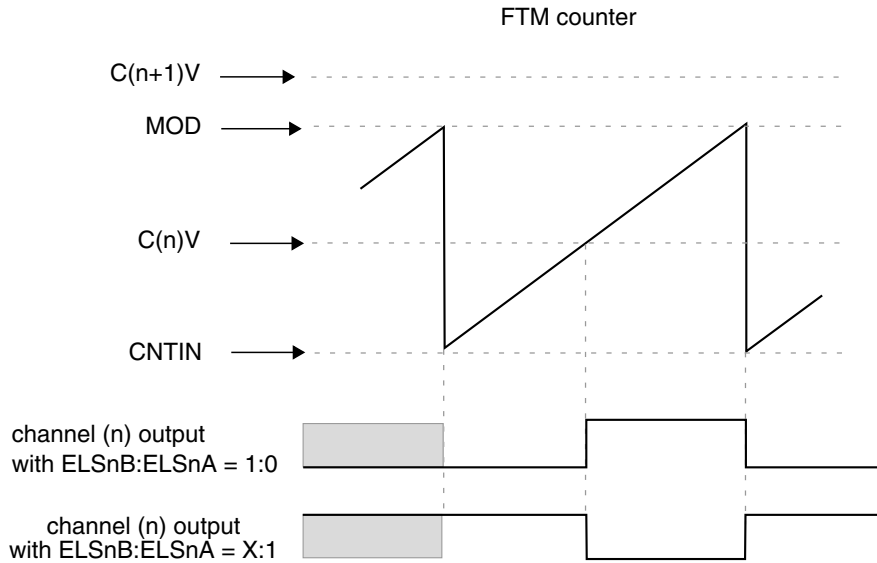 FTM counter
C(n+1)V
MOD
C(n)V
CNTIN
channel (n) output
with ELSnB:ELSnA = 1:0
channel (n) output
with ELSnB:ELSnA = X:1